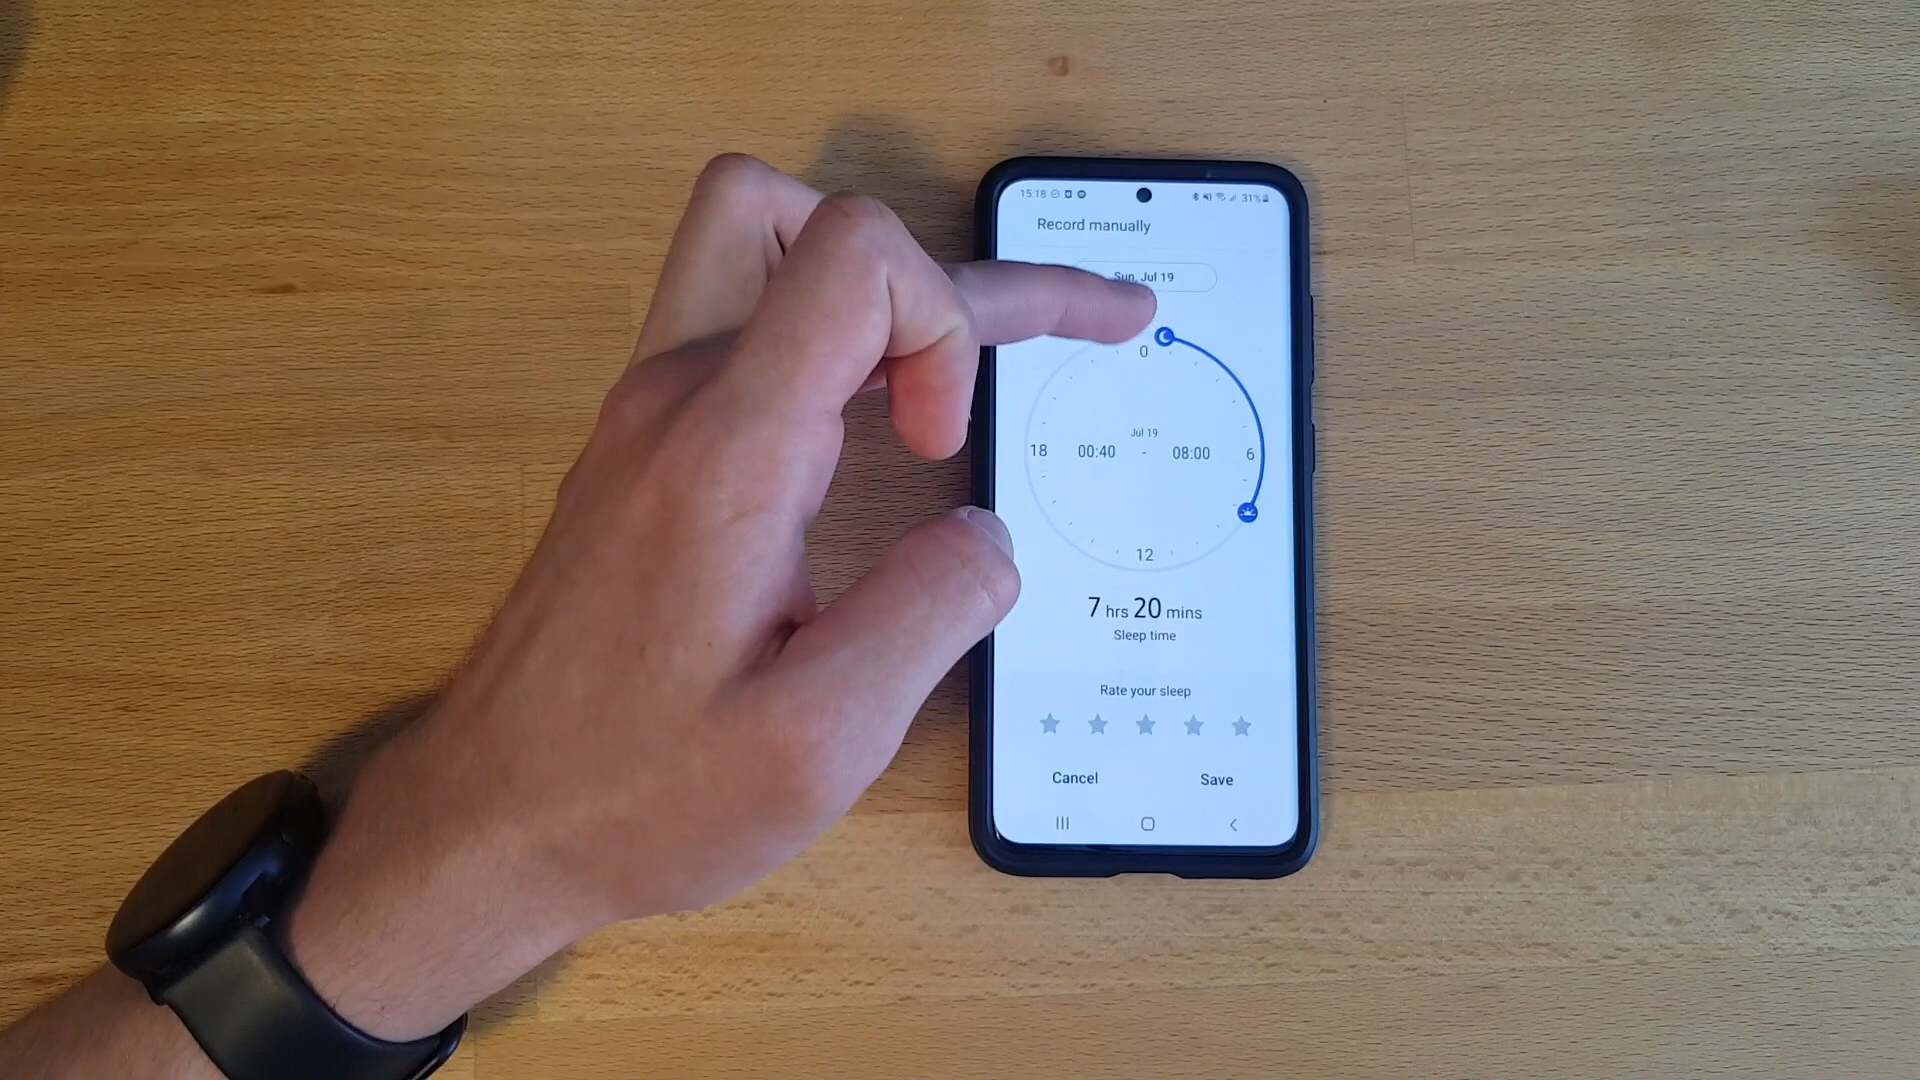 15:18 31%
Record manually
Sun, Jul 19
0
Jul 19
18 00:40 - 08:00 6
12
7 hrs 20 mins
Sleep time
Rate your sleep
Cancel Save